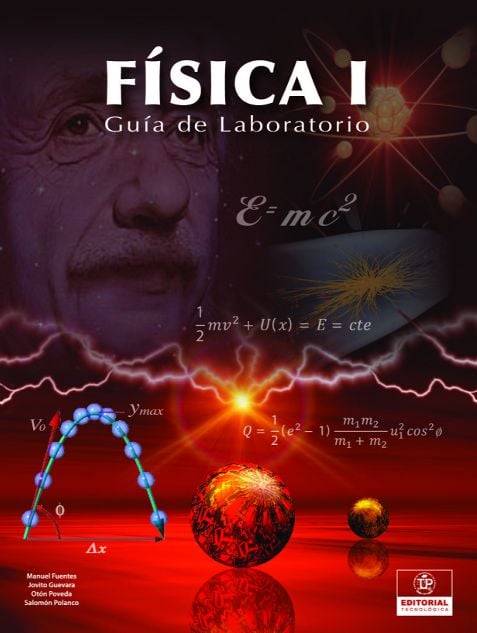 FÍSICA I
Guía de Laboratorio
E = m c²
1/2 mv² + U(x) = E = cte
Q = 1/2 (e² − 1) m₁m₂/m₁ + m₂ u₁² cos²ϕ
V₀
yₘₐₓ
ϕ
Δx
Manuel Fuentes
Jovito Guevara
Otón Poveda
Salomón Polanco
EDITORIAL
TECNOLÓGICA